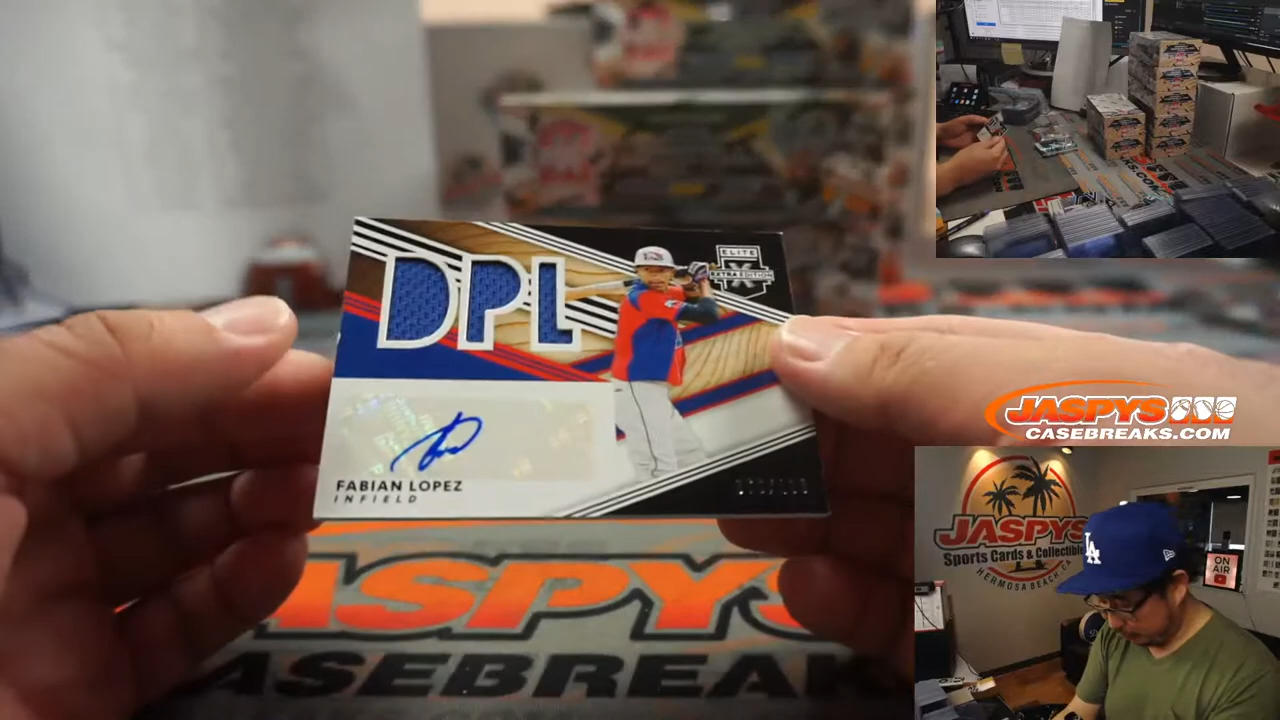 DPL
ELITE
EXTRA EDITION
X
FABIAN LOPEZ
INFIELD
JASPYS
CASEBREAKS.COM
JASPYS
CASEBREAK
JASPYS
Sports Cards & Collectible
HERMOSA BEACH, CA
LA
ON
AIR